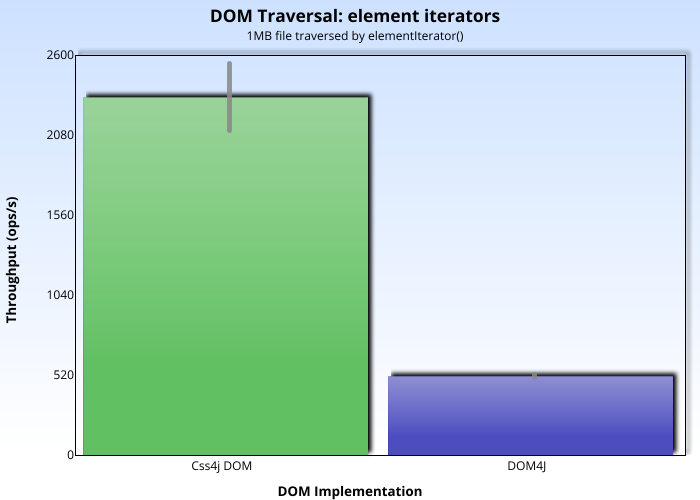 DOM Traversal: element iterators
1MB file traversed by elementIterator()
2600
2080
1560
1040
520
0
Throughput (ops/s)
Css4j DOM
DOM4J
DOM Implementation